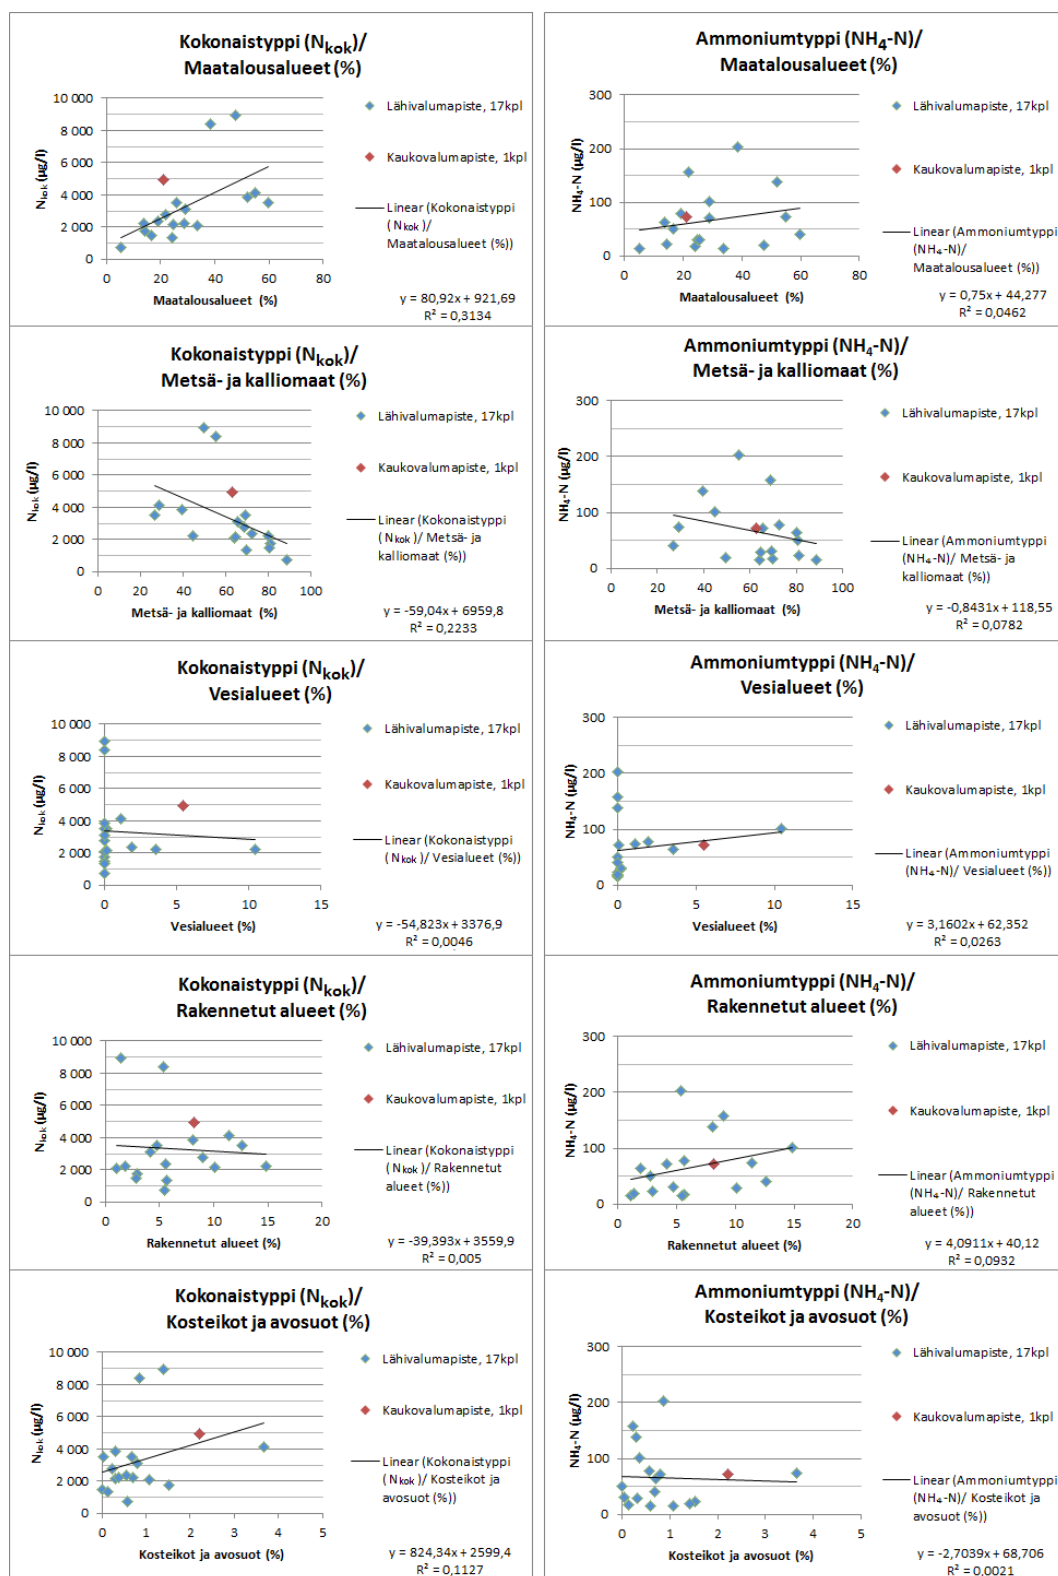 Kokonaistyppi (Nkok)/
Maatalousalueet (%)
10 000
8 000
6 000
4 000
2 000
0
0 20 40 60 80
Nkok (µg/l)
Maatalousalueet (%)
Lähivalumapiste, 17kpl
Kaukovalumapiste, 1kpl
Linear (Kokonaistyppi
(Nkok)/
Maatalousalueet (%))
y = 80,92x + 921,69
R² = 0,3134
Ammoniumtyppi (NH₄-N)/
Maatalousalueet (%)
300
200
100
0
0 20 40 60 80
NH₄-N (µg/l)
Maatalousalueet (%)
Lähivalumapiste, 17kpl
Kaukovalumapiste, 1kpl
Linear (Ammoniumtyppi
(NH₄-N)/
Maatalousalueet (%))
y = 0,75x + 44,277
R² = 0,0462
Kokonaistyppi (Nkok)/
Metsä- ja kalliomaat (%)
10 000
8 000
6 000
4 000
2 000
0
0 20 40 60 80 100
Nkok (µg/l)
Metsä- ja kalliomaat (%)
Lähivalumapiste, 17kpl
Kaukovalumapiste, 1kpl
Linear (Kokonaistyppi
(Nkok)/ Metsä- ja
kalliomaat (%))
y = -59,04x + 6959,8
R² = 0,2233
Ammoniumtyppi (NH₄-N)/
Metsä- ja kalliomaat (%)
300
200
100
0
0 20 40 60 80 100
NH₄-N (µg/l)
Metsä- ja kalliomaat (%)
Lähivalumapiste, 17kpl
Kaukovalumapiste, 1kpl
Linear (Ammoniumtyppi
(NH₄-N)/ Metsä- ja
kalliomaat (%))
y = -0,8431x + 118,55
R² = 0,0782
Kokonaistyppi (Nkok)/
Vesialueet (%)
10 000
8 000
6 000
4 000
2 000
0
0 5 10 15
Nkok (µg/l)
Vesialueet (%)
Lähivalumapiste, 17kpl
Kaukovalumapiste, 1kpl
Linear (Kokonaistyppi
(Nkok)/ Vesialueet (%))
y = -54,823x + 3376,9
R² = 0,0046
Ammoniumtyppi (NH₄-N)/
Vesialueet (%)
300
200
100
0
0 5 10 15
NH₄-N (µg/l)
Vesialueet (%)
Lähivalumapiste, 17kpl
Kaukovalumapiste, 1kpl
Linear (Ammoniumtyppi
(NH₄-N)/ Vesialueet (%))
y = 3,1602x + 62,352
R² = 0,0263
Kokonaistyppi (Nkok)/
Rakennetut alueet (%)
10 000
8 000
6 000
4 000
2 000
0
0 5 10 15 20
Nkok (µg/l)
Rakennetut alueet (%)
Lähivalumapiste, 17kpl
Kaukovalumapiste, 1kpl
Linear (Kokonaistyppi
(Nkok)/ Rakennetut
alueet (%))
y = -39,393x + 3559,9
R² = 0,005
Ammoniumtyppi (NH₄-N)/
Rakennetut alueet (%)
300
200
100
0
0 5 10 15 20
NH₄-N (µg/l)
Rakennetut alueet (%)
Lähivalumapiste, 17kpl
Kaukovalumapiste, 1kpl
Linear (Ammoniumtyppi
(NH₄-N)/ Rakennetut
alueet (%))
y = 4,0911x + 40,12
R² = 0,0932
Kokonaistyppi (Nkok)/
Kosteikot ja avosuot (%)
10 000
8 000
6 000
4 000
2 000
0
0 1 2 3 4 5
Nkok (µg/l)
Kosteikot ja avosuot (%)
Lähivalumapiste, 17kpl
Kaukovalumapiste, 1kpl
Linear (Kokonaistyppi
(Nkok)/ Kosteikot ja
avosuot (%))
y = 824,34x + 2599,4
R² = 0,1127
Ammoniumtyppi (NH₄-N)/
Kosteikot ja avosuot (%)
300
200
100
0
0 1 2 3 4 5
NH₄-N (µg/l)
Kosteikot ja avosuot (%)
Lähivalumapiste, 17kpl
Kaukovalumapiste, 1kpl
Linear (Ammoniumtyppi
(NH₄-N)/ Kosteikot ja
avosuot (%))
y = -2,7039x + 68,706
R² = 0,0021